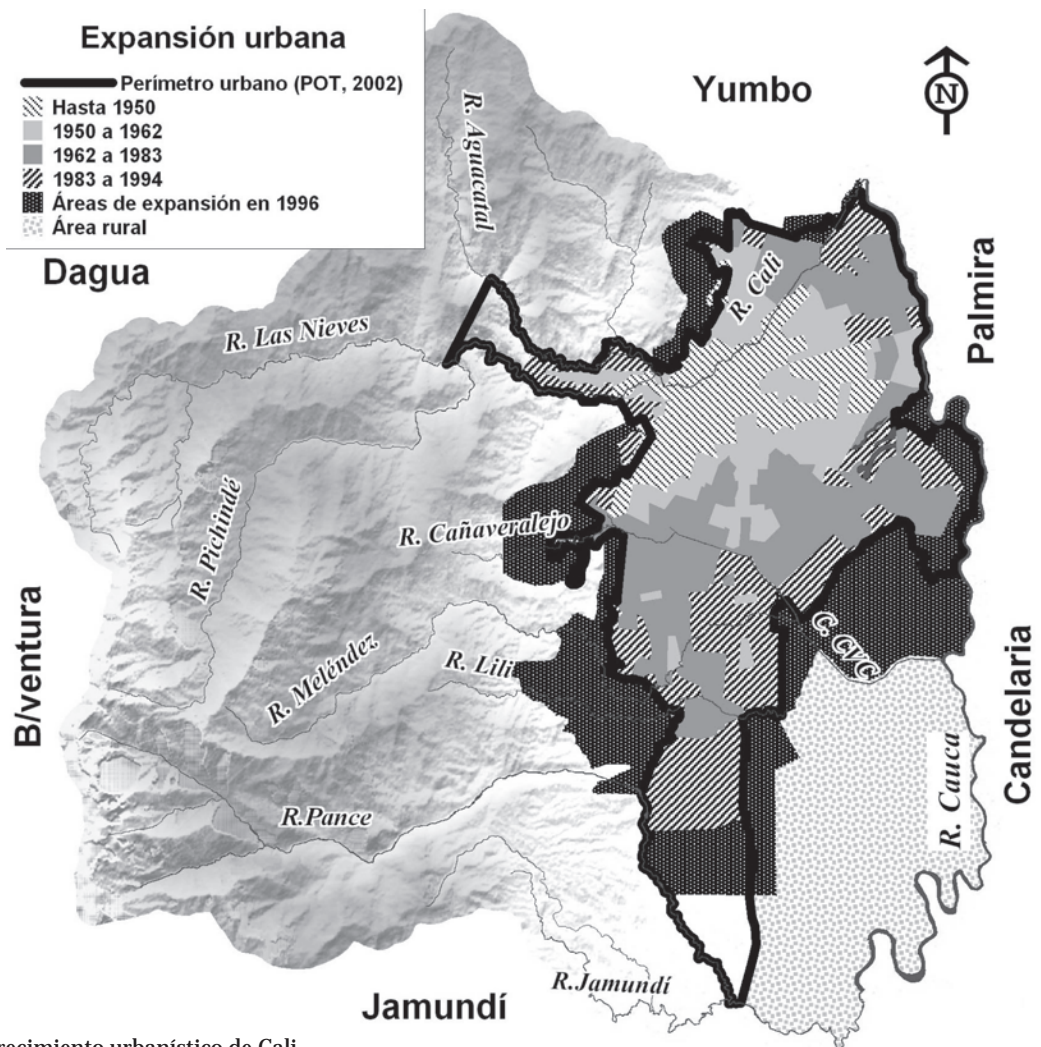 Expansión urbana
Perímetro urbano (POT, 2002)
Hasta 1950
1950 a 1962
1962 a 1983
1983 a 1994
Áreas de expansión en 1996
Área rural
Yumbo
N
R. Aguacatal
Dagua
R. Cali
Palmira
R. Las Nieves
R. Pichindé
R. Cañaveralejo
B/ventura
R. Meléndez
R. Lili
C. CVC
Candelaria
R. Cauca
R.Pance
R.Jamundí
Jamundí
recimiento urbanístico de Cali